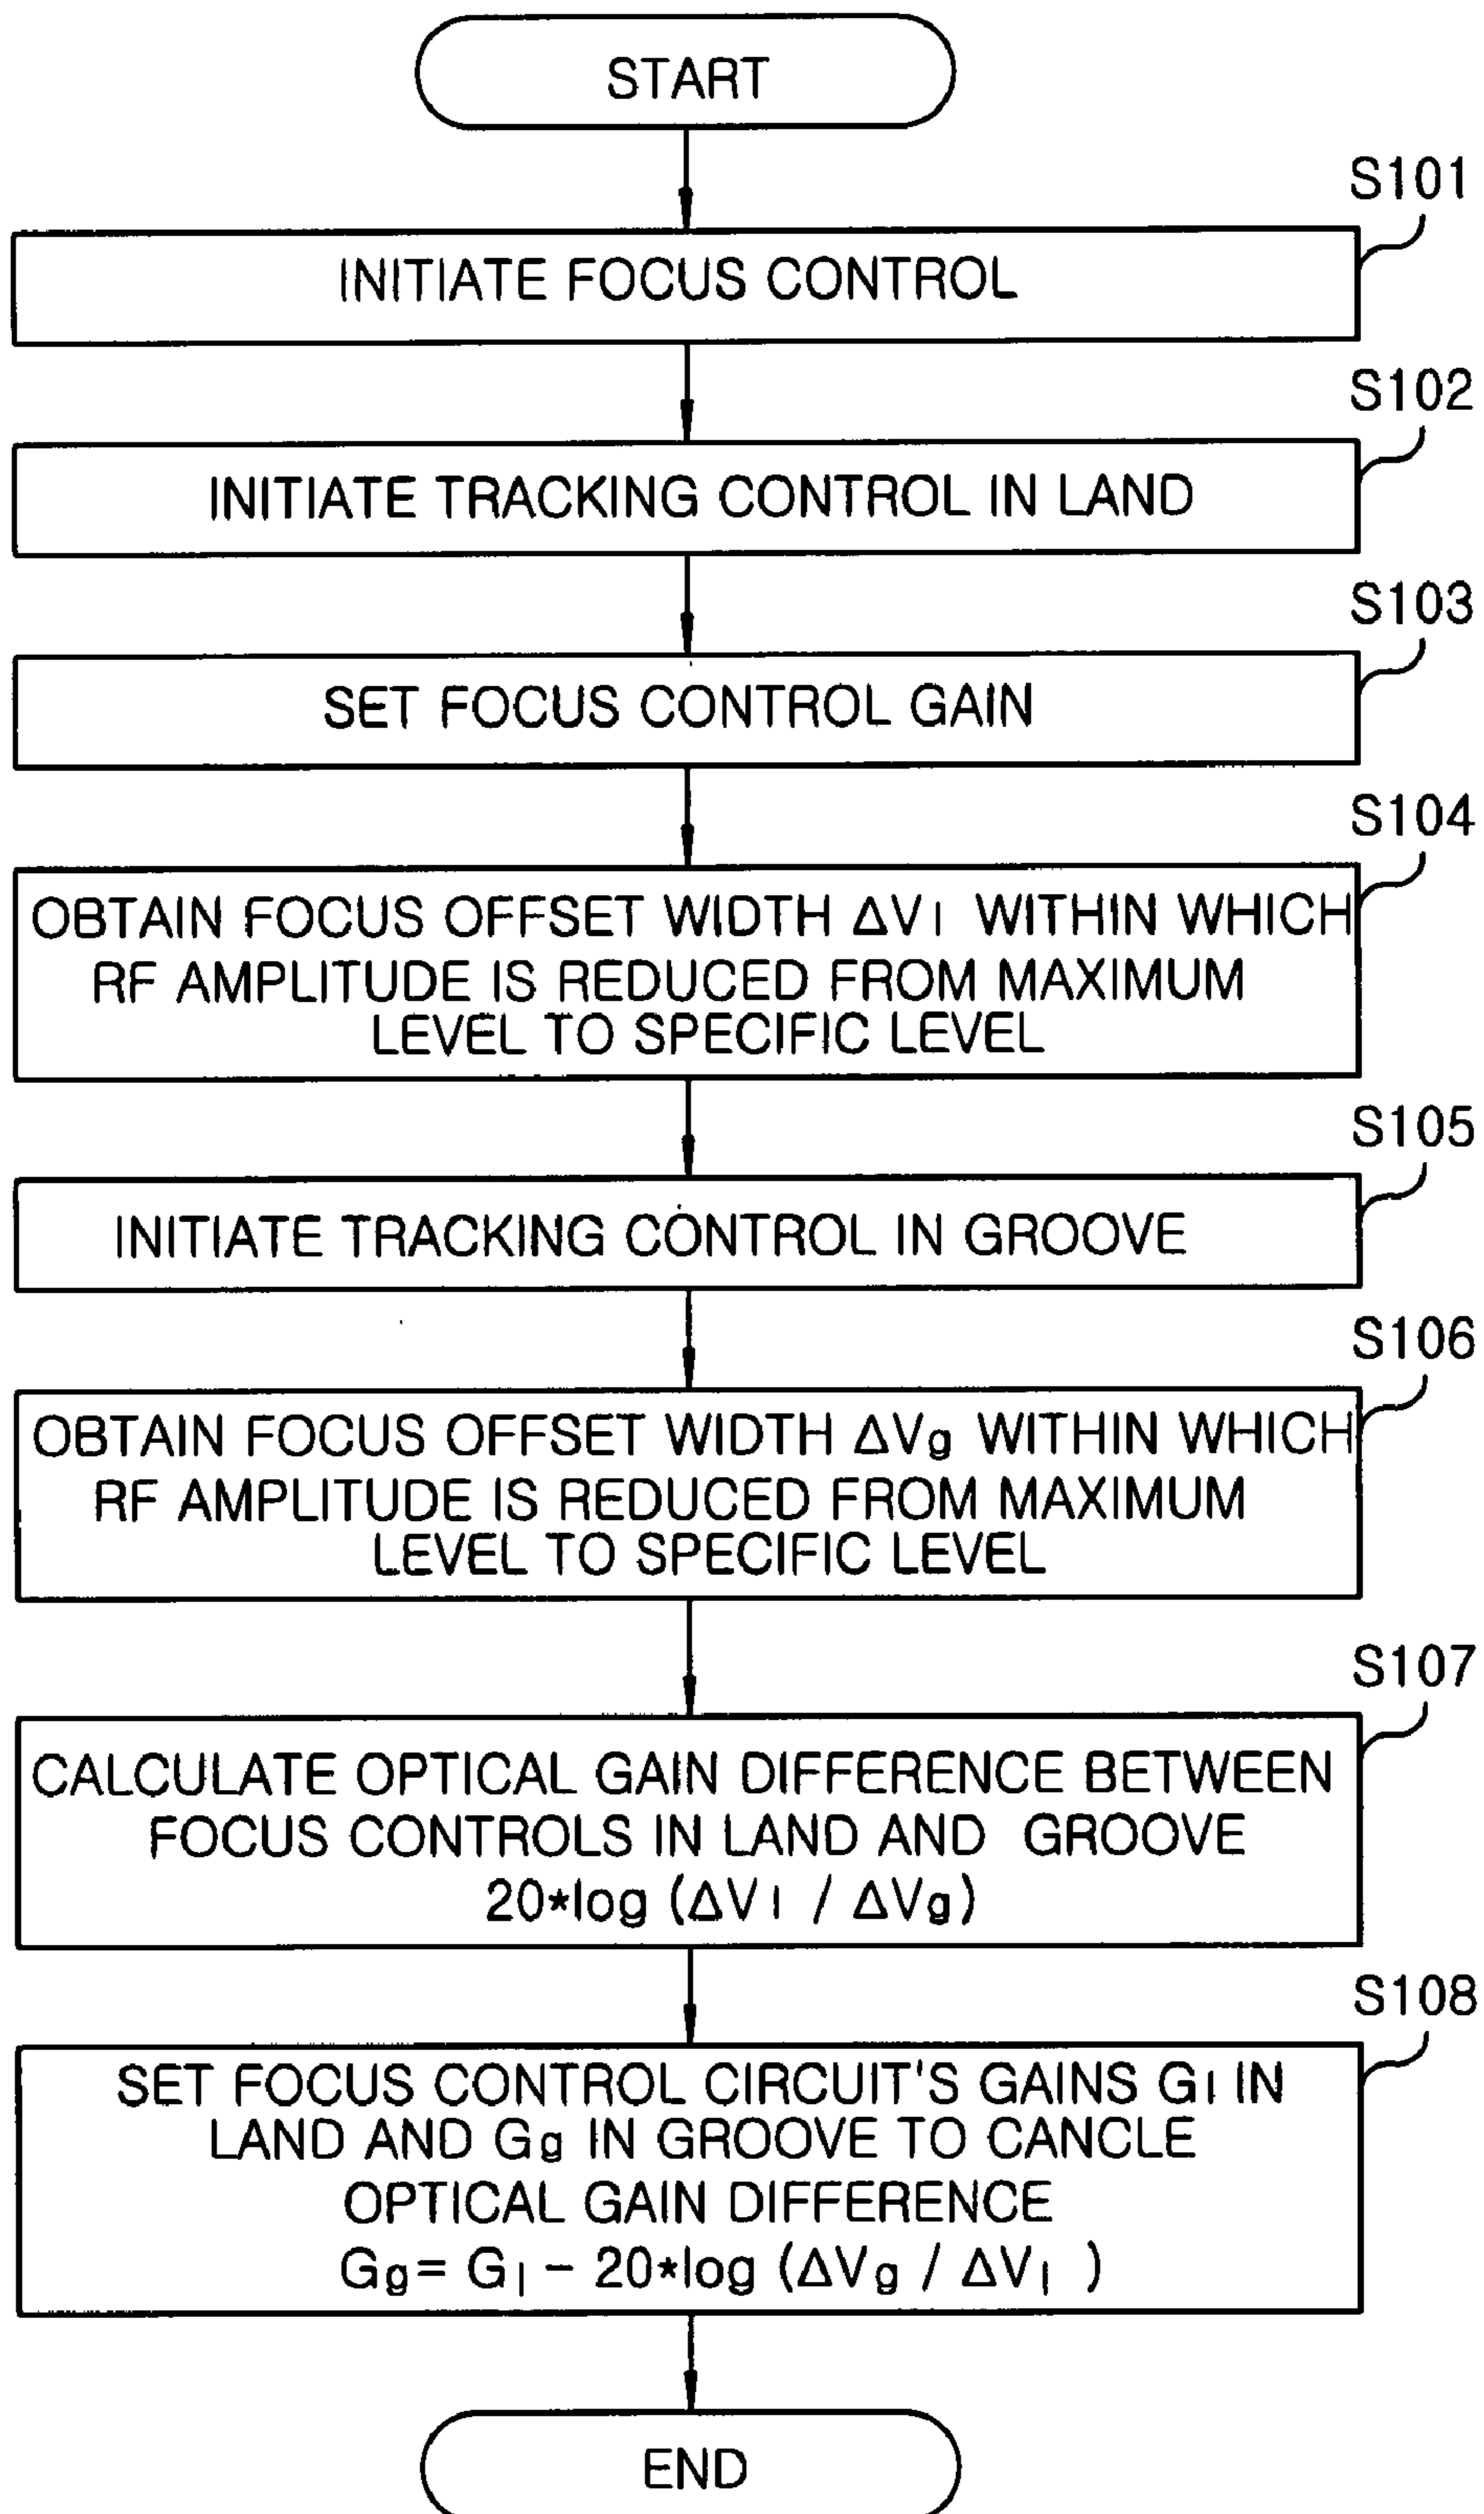 START
S101
INITIATE FOCUS CONTROL
S102
INITIATE TRACKING CONTROL IN LAND
S103
SET FOCUS CONTROL GAIN
S104
OBTAIN FOCUS OFFSET WIDTH ΔVl WITHIN WHICH
RF AMPLITUDE IS REDUCED FROM MAXIMUM
LEVEL TO SPECIFIC LEVEL
S105
INITIATE TRACKING CONTROL IN GROOVE
S106
OBTAIN FOCUS OFFSET WIDTH ΔVg WITHIN WHICH
RF AMPLITUDE IS REDUCED FROM MAXIMUM
LEVEL TO SPECIFIC LEVEL
S107
CALCULATE OPTICAL GAIN DIFFERENCE BETWEEN
FOCUS CONTROLS IN LAND AND GROOVE
20*log (ΔVl / ΔVg)
S108
SET FOCUS CONTROL CIRCUIT'S GAINS Gl IN
LAND AND Gg IN GROOVE TO CANCLE
OPTICAL GAIN DIFFERENCE
Gg= Gl - 20*log (ΔVg / ΔVl )
END